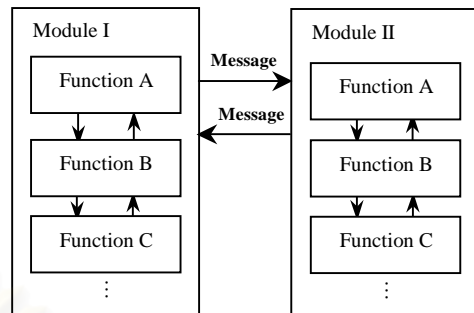 Module I
Function A
Function B
Function C
⋮
Message
Message
Module II
Function A
Function B
Function C
⋮